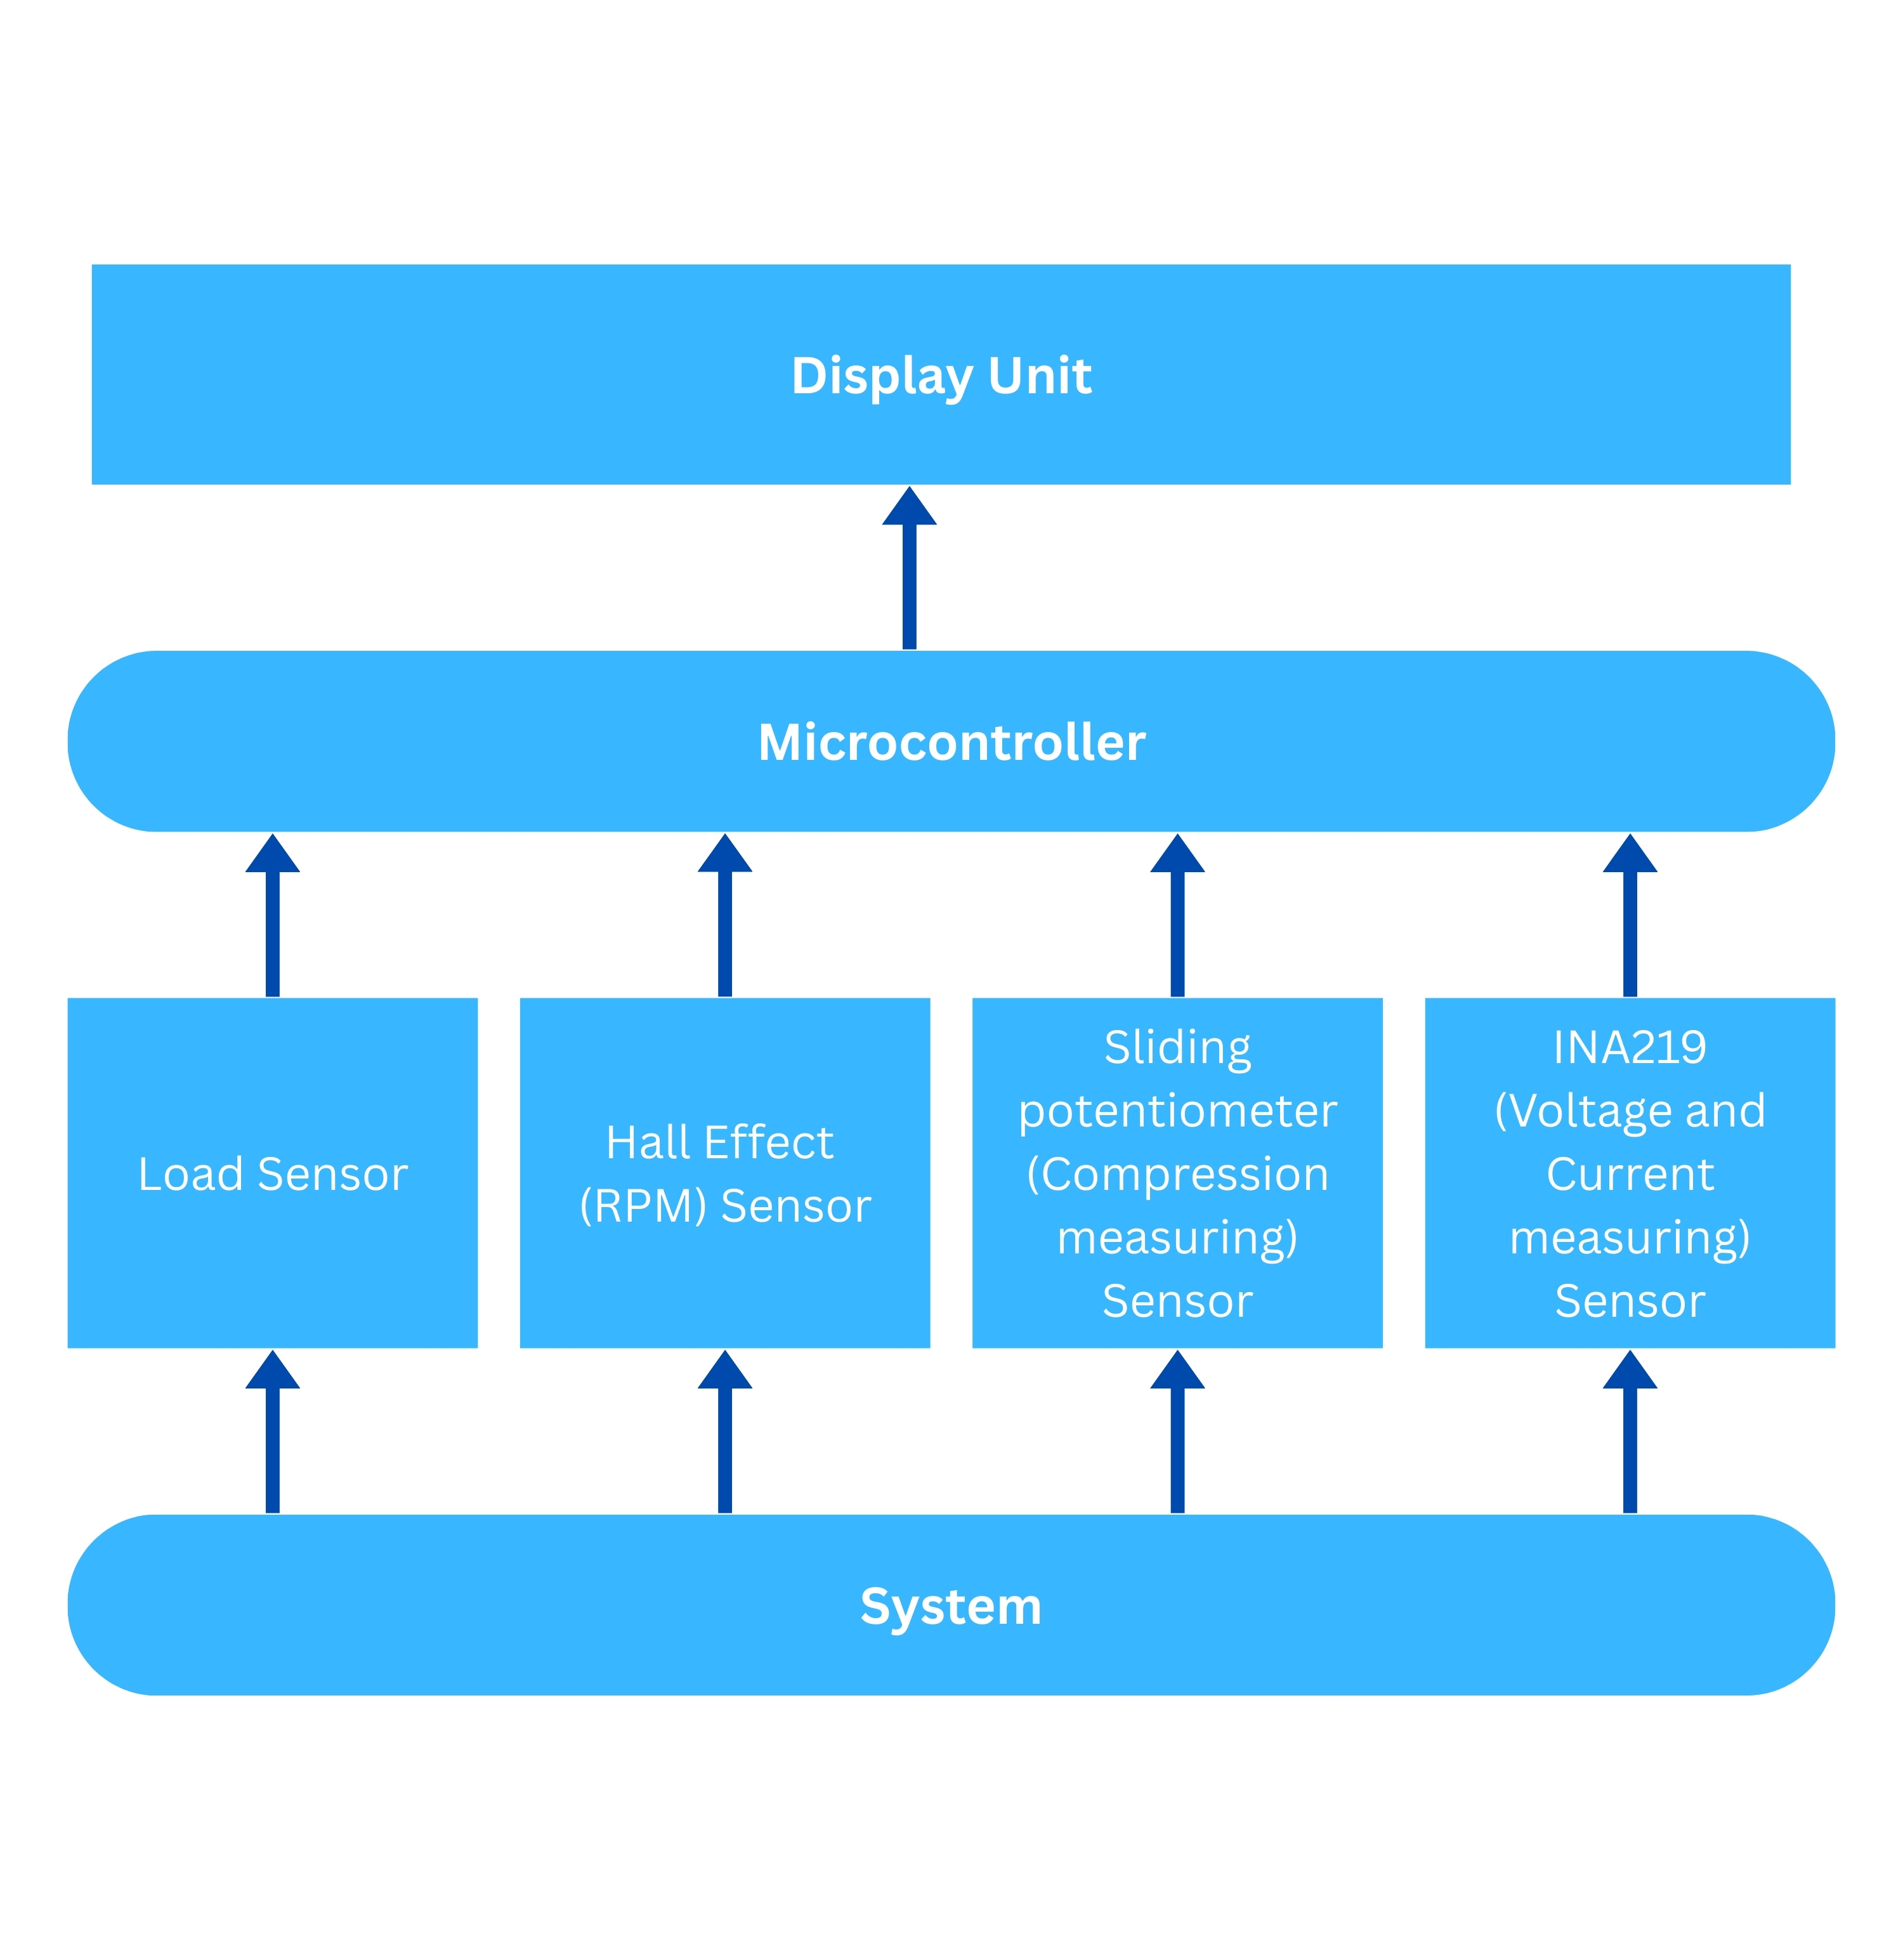 Display Unit
Microcontroller
Load Sensor
Hall Effect
(RPM) Sensor
Sliding
potentiometer
(Compression
measuring)
Sensor
INA219
(Voltage and
Current
measuring)
Sensor
System